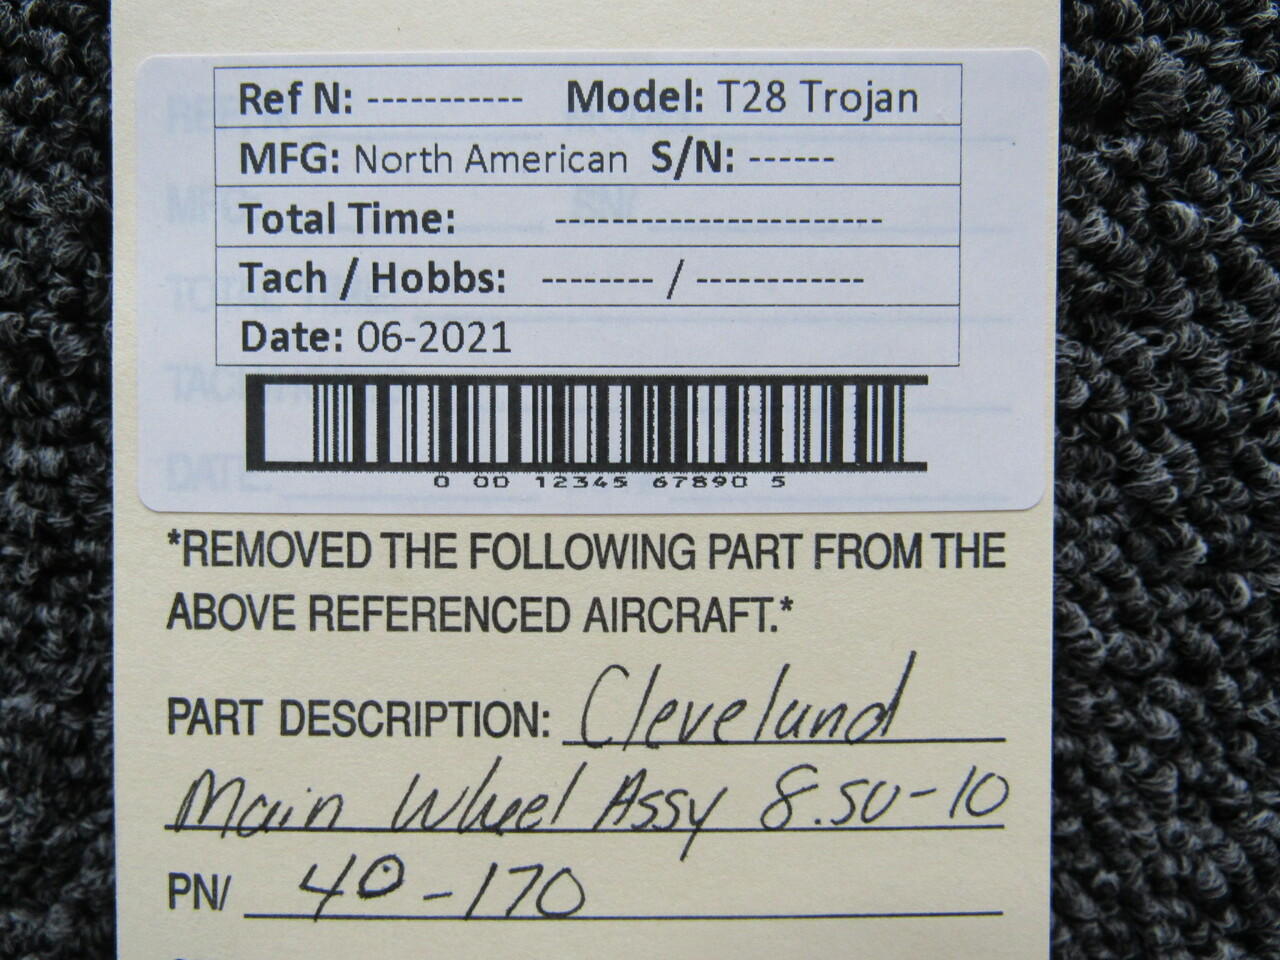 Ref N: ----------- Model: T28 Trojan
MFG: North American S/N: ------
Total Time: -----------------------
Tach / Hobbs: -------- / ------------
Date: 06-2021
0 00 12345 67890 5
*REMOVED THE FOLLOWING PART FROM THE
ABOVE REFERENCED AIRCRAFT.*
PART DESCRIPTION: Cleveland
Main Wheel Assy 8.50-10
PN/ 40-170